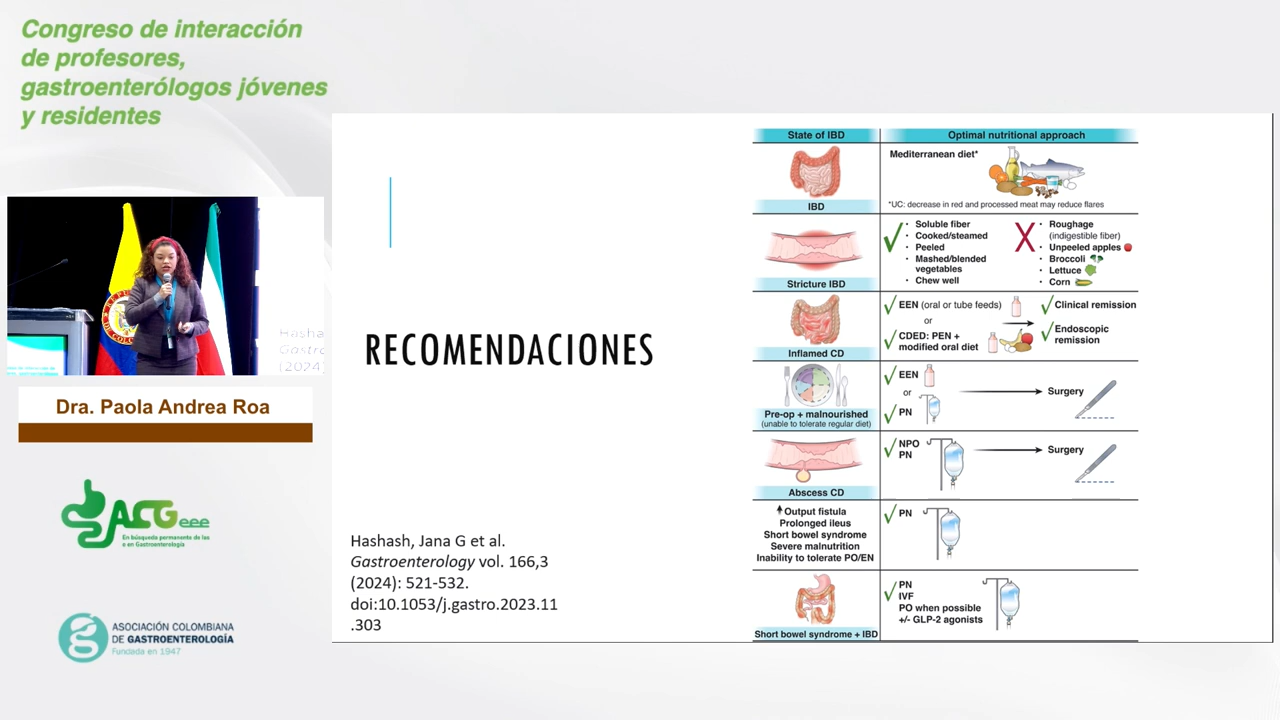 Congreso de interacción
de profesores,
gastroenterólogos jóvenes
y residentes
Hasha
Gastro
(2024)
Dra. Paola Andrea Roa
ACGeee
En búsqueda permanente de las
e en Gastroenterología
ASOCIACIÓN COLOMBIANA
DE GASTROENTEROLOGÍA
Fundada en 1947
RECOMENDACIONES
Hashash, Jana G et al.
Gastroenterology vol. 166,3
(2024): 521-532.
doi:10.1053/j.gastro.2023.11
.303
State of IBD
Optimal nutritional approach
IBD
Mediterranean diet*
*UC: decrease in red and processed meat may reduce flares
Stricture IBD
• Soluble fiber
• Cooked/steamed
• Peeled
• Mashed/blended
vegetables
• Chew well
• Roughage
(indigestible fiber)
• Unpeeled apples
• Broccoli
• Lettuce
• Corn
Inflamed CD
EEN (oral or tube feeds)
or
CDED: PEN +
modified oral diet
Clinical remission
Endoscopic
remission
Pre-op + malnourished
(unable to tolerate regular diet)
EEN
or
PN
Surgery
Abscess CD
NPO
PN
Surgery
Output fistula
Prolonged ileus
Short bowel syndrome
Severe malnutrition
Inability to tolerate PO/EN
PN
Short bowel syndrome + IBD
PN
IVF
PO when possible
+/- GLP-2 agonists